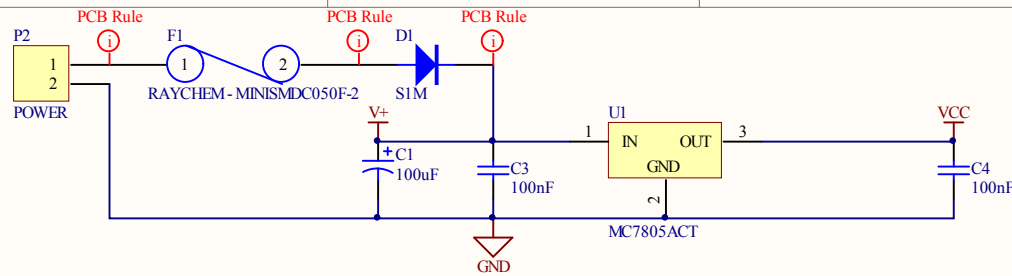 PCB Rule
PCB Rule
PCB Rule
P2
i
F1
i
D1
i
1
2
1
2
RAYCHEM - MINISMDC050F-2
S1M
POWER
V+
U1
VCC
1
IN
OUT
3
+
C1
100uF
C3
100nF
GND
C4
100nF
2
MC7805ACT
GND